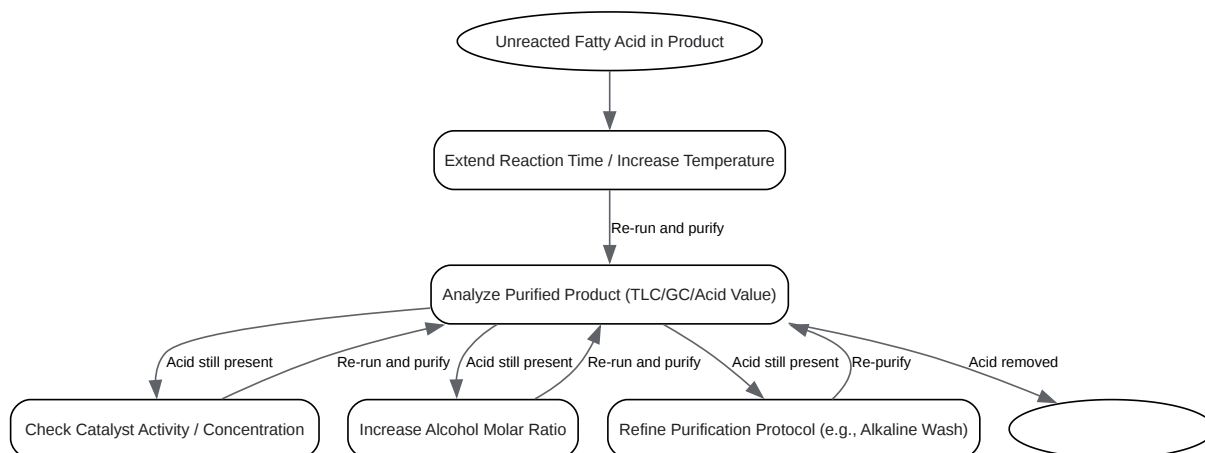 Unreacted Fatty Acid in Product
Extend Reaction Time / Increase Temperature
Re-run and purify
Analyze Purified Product (TLC/GC/Acid Value)
Acid still present
Re-run and purify
Acid still present
Re-run and purify
Acid still present
Re-purify
Acid removed
Check Catalyst Activity / Concentration
Increase Alcohol Molar Ratio
Refine Purification Protocol (e.g., Alkaline Wash)